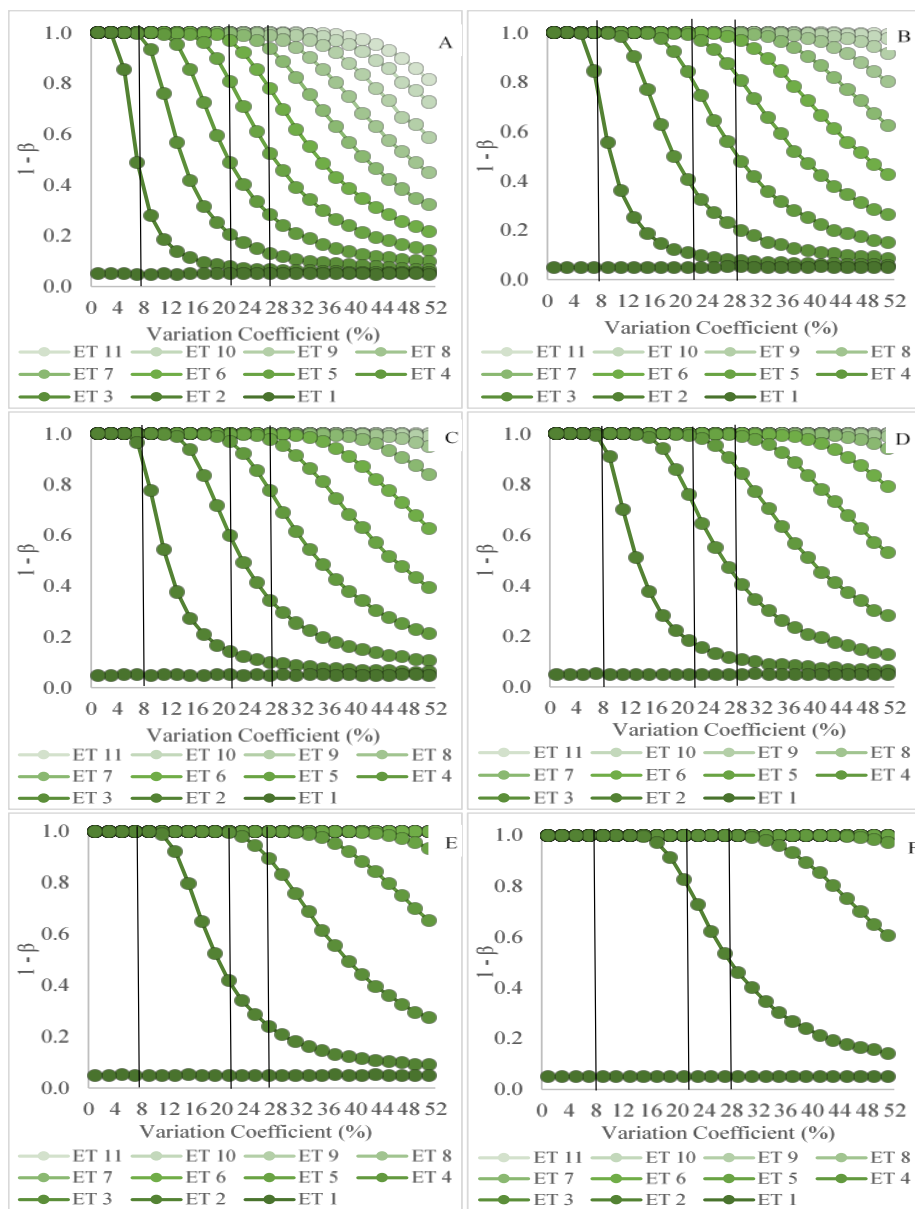 A
1 - β
1.0
0.8
0.6
0.4
0.2
0.0
0 4 8 12 16 20 24 28 32 36 40 44 48 52
Variation Coefficient (%)
ET 11 ET 10 ET 9 ET 8
ET 7 ET 6 ET 5 ET 4
ET 3 ET 2 ET 1
B
1 - β
1.0
0.8
0.6
0.4
0.2
0.0
0 4 8 12 16 20 24 28 32 36 40 44 48 52
Variation Coefficient (%)
ET 11 ET 10 ET 9 ET 8
ET 7 ET 6 ET 5 ET 4
ET 3 ET 2 ET 1
C
1 - β
1.0
0.8
0.6
0.4
0.2
0.0
0 4 8 12 16 20 24 28 32 36 40 44 48 52
Variation Coefficient (%)
ET 11 ET 10 ET 9 ET 8
ET 7 ET 6 ET 5 ET 4
ET 3 ET 2 ET 1
D
1 - β
1.0
0.8
0.6
0.4
0.2
0.0
0 4 8 12 16 20 24 28 32 36 40 44 48 52
Variation Coefficient (%)
ET 11 ET 10 ET 9 ET 8
ET 7 ET 6 ET 5 ET 4
ET 3 ET 2 ET 1
E
1 - β
1.0
0.8
0.6
0.4
0.2
0.0
0 4 8 12 16 20 24 28 32 36 40 44 48 52
Variation Coefficient (%)
ET 11 ET 10 ET 9 ET 8
ET 7 ET 6 ET 5 ET 4
ET 3 ET 2 ET 1
F
1 - β
1.0
0.8
0.6
0.4
0.2
0.0
0 4 8 12 16 20 24 28 32 36 40 44 48 52
Variation Coefficient (%)
ET 11 ET 10 ET 9 ET 8
ET 7 ET 6 ET 5 ET 4
ET 3 ET 2 ET 1